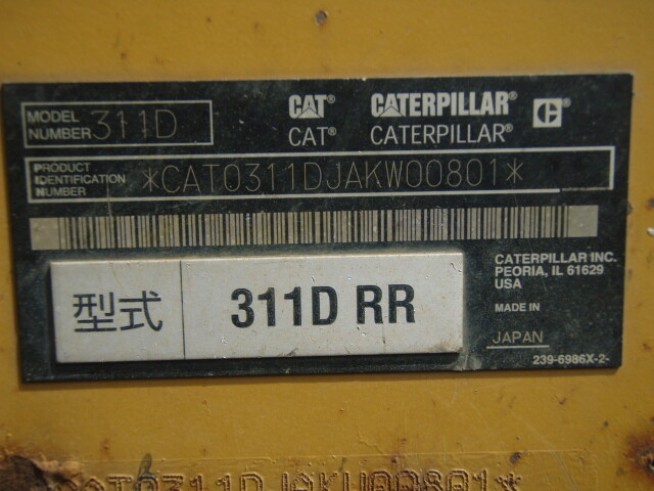 MODEL NUMBER 311D
CAT® CATERPILLAR®
CAT® CATERPILLAR®
PRODUCT IDENTIFICATION NUMBER *CAT0311DJAKW00801*
型式 311D RR
CATERPILLAR INC.
PEORIA, IL 61629
USA
MADE IN
JAPAN
239-6986X-2-
CAT0311DJAKW00801*